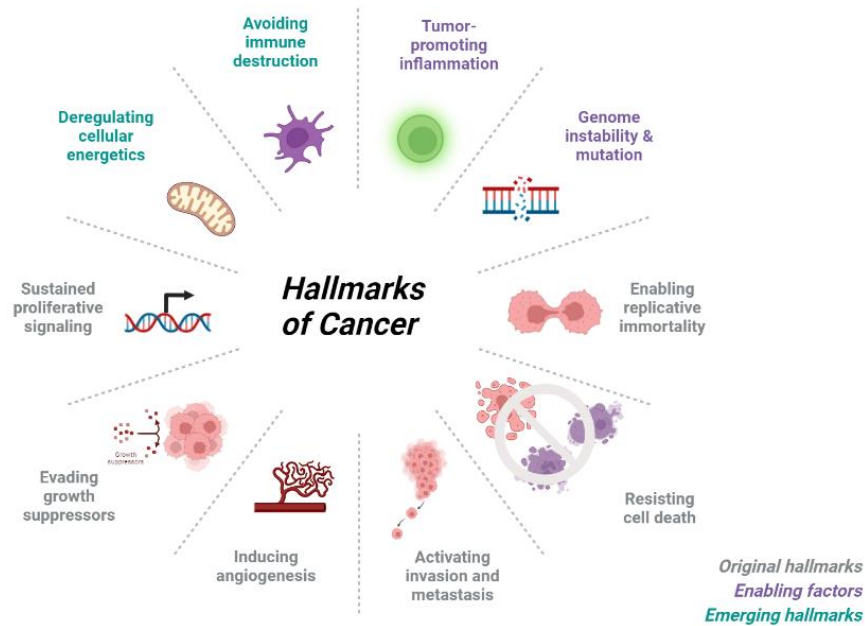 Avoiding
immune
destruction
Tumor-
promoting
inflammation
Deregulating
cellular
energetics
Genome
instability &
mutation
Sustained
proliferative
signaling
Hallmarks
of Cancer
Enabling
replicative
immortality
Growth
suppressors
Evading
growth
suppressors
Resisting
cell death
Inducing
angiogenesis
Activating
invasion and
metastasis
Original hallmarks
Enabling factors
Emerging hallmarks